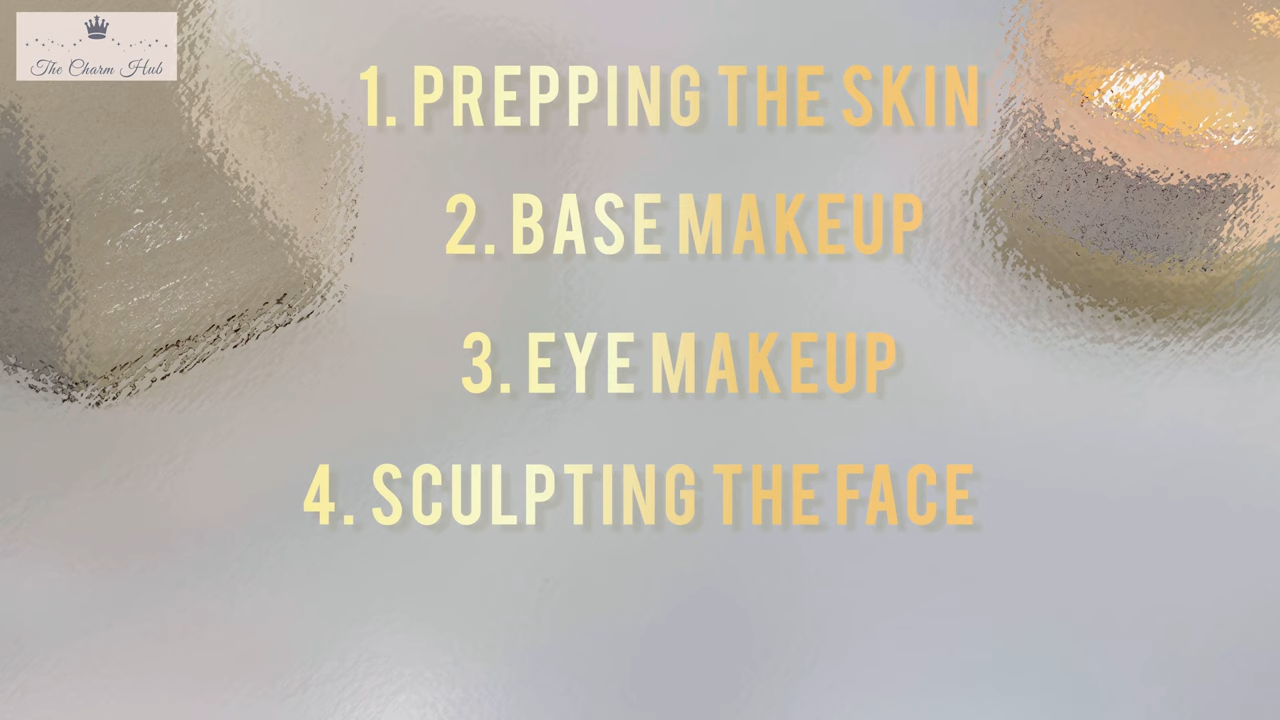 The Charm Hub
1. PREPPING THE SKIN
2. BASE MAKEUP
3. EYE MAKEUP
4. SCULPTING THE FACE